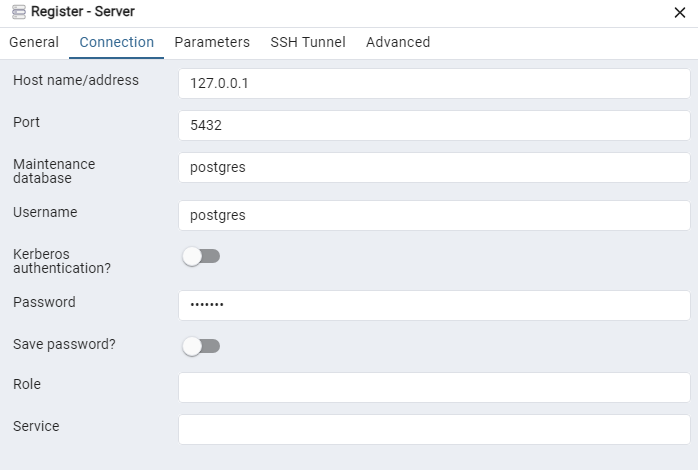 Register - Server
General Connection Parameters SSH Tunnel Advanced
Host name/address 127.0.0.1
Port 5432
Maintenance
database
postgres
Username postgres
Kerberos
authentication?
Password •••••••
Save password?
Role
Service